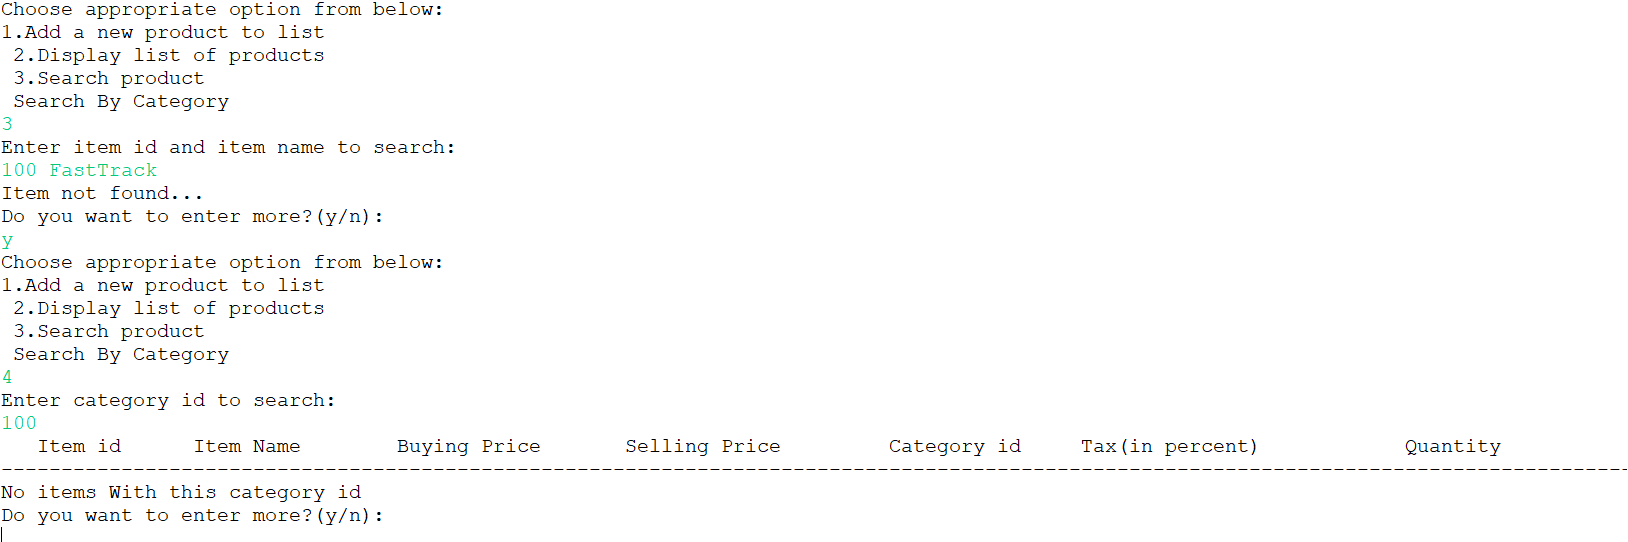 Choose appropriate option from below:
1.Add a new product to list
 2.Display list of products
 3.Search product
 Search By Category
3
Enter item id and item name to search:
100 FastTrack
Item not found...
Do you want to enter more?(y/n):
y
Choose appropriate option from below:
1.Add a new product to list
 2.Display list of products
 3.Search product
 Search By Category
4
Enter category id to search:
100
   Item id      Item Name        Buying Price       Selling Price         Category id     Tax(in percent)            Quantity
----------------------------------------------------------------------------------------------------------------------------------------
No items With this category id
Do you want to enter more?(y/n):